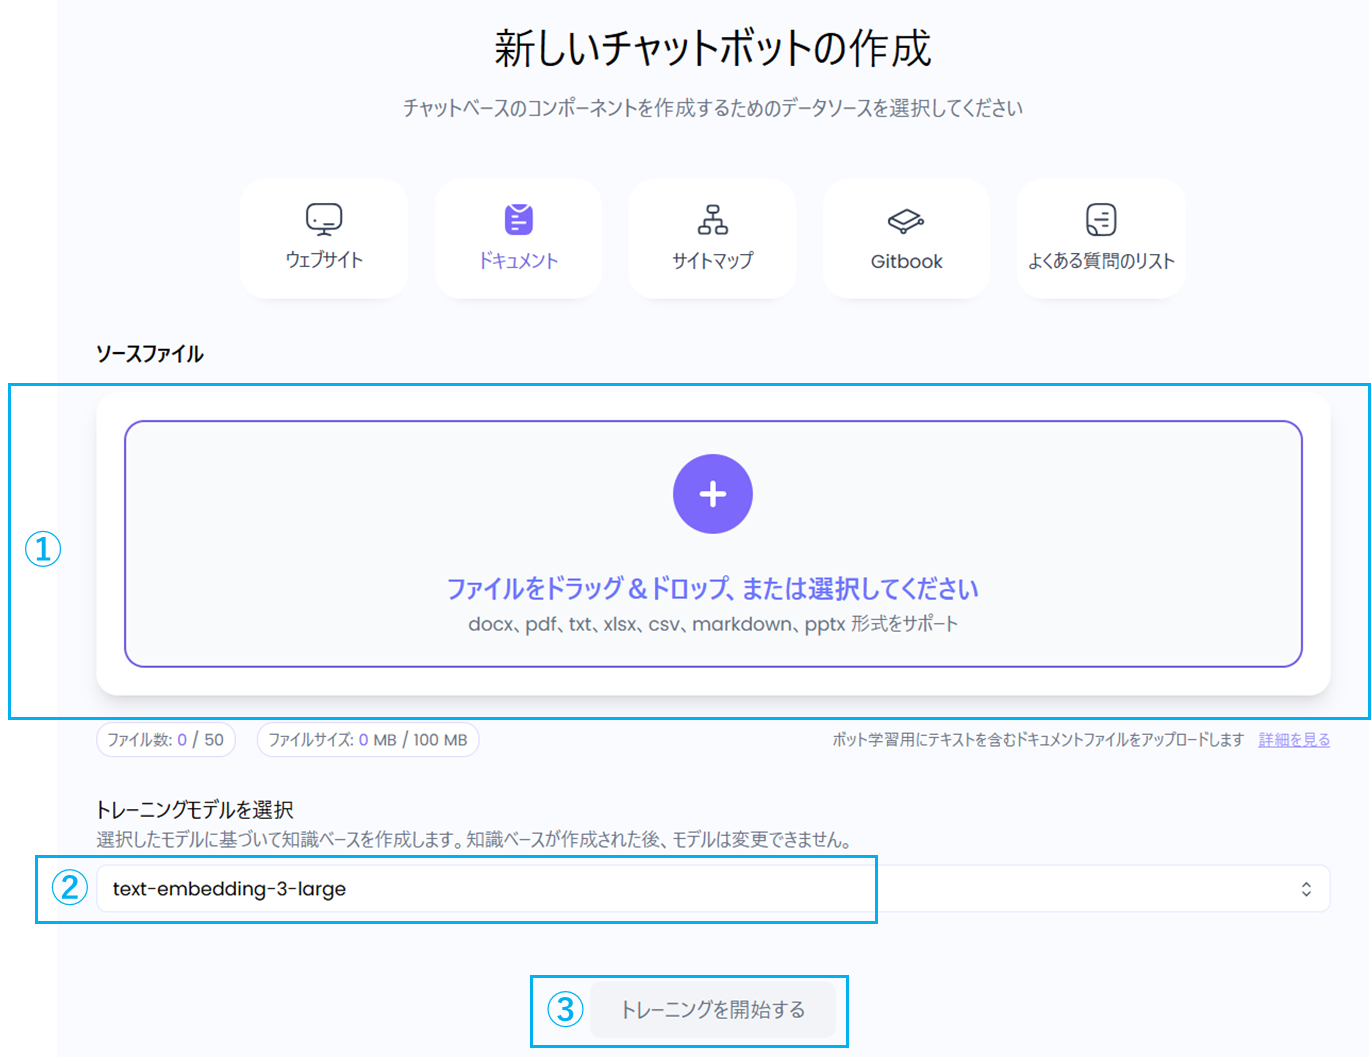 新しいチャットボットの作成
チャットベースのコンポーネントを作成するためのデータソースを選択してください
ウェブサイト
ドキュメント
サイトマップ
Gitbook
よくある質問のリスト
ソースファイル
①
ファイルをドラッグ＆ドロップ、または選択してください
docx、pdf、txt、xlsx、csv、markdown、pptx 形式をサポート
ファイル数: 0 / 50
ファイルサイズ: 0 MB / 100 MB
ボット学習用にテキストを含むドキュメントファイルをアップロードします 詳細を見る
トレーニングモデルを選択
選択したモデルに基づいて知識ベースを作成します。知識ベースが作成された後、モデルは変更できません。
② text-embedding-3-large
③ トレーニングを開始する